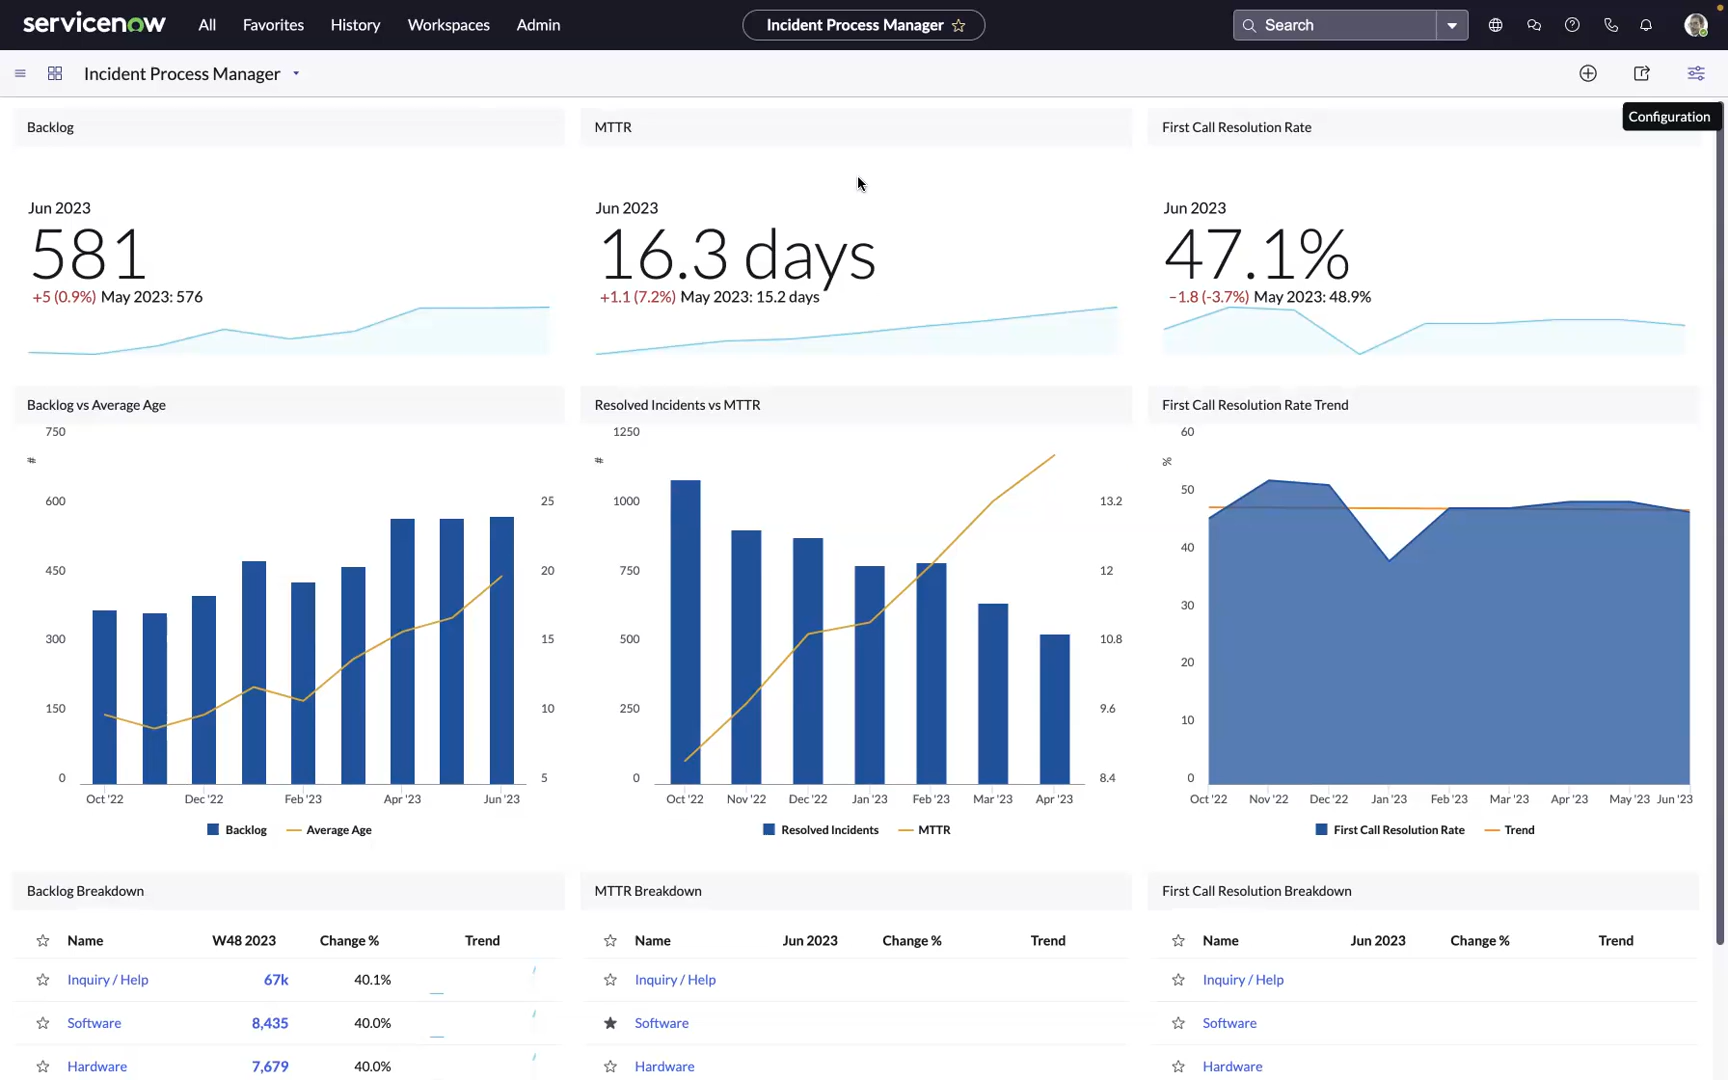 servicenow All Favorites History Workspaces Admin Incident Process Manager Search
Incident Process Manager
Configuration
Backlog
Jun 2023
581
+5 (0.9%) May 2023: 576
MTTR
Jun 2023
16.3 days
+1.1 (7.2%) May 2023: 15.2 days
First Call Resolution Rate
Jun 2023
47.1%
−1.8 (-3.7%) May 2023: 48.9%
Backlog vs Average Age
#
750
600
450
300
150
0
25
20
15
10
5
Oct '22 Dec '22 Feb '23 Apr '23 Jun '23
Backlog Average Age
Resolved Incidents vs MTTR
#
1250
1000
750
500
250
0
13.2
12
10.8
9.6
8.4
Oct '22 Nov '22 Dec '22 Jan '23 Feb '23 Mar '23 Apr '23
Resolved Incidents MTTR
First Call Resolution Rate Trend
%
60
50
40
30
20
10
0
Oct '22 Nov '22 Dec '22 Jan '23 Feb '23 Mar '23 Apr '23 May '23 Jun '23
First Call Resolution Rate Trend
Backlog Breakdown
Name W48 2023 Change % Trend
Inquiry / Help 67k 40.1%
Software 8,435 40.0%
Hardware 7,679 40.0%
MTTR Breakdown
Name Jun 2023 Change % Trend
Inquiry / Help
Software
Hardware
First Call Resolution Breakdown
Name Jun 2023 Change % Trend
Inquiry / Help
Software
Hardware